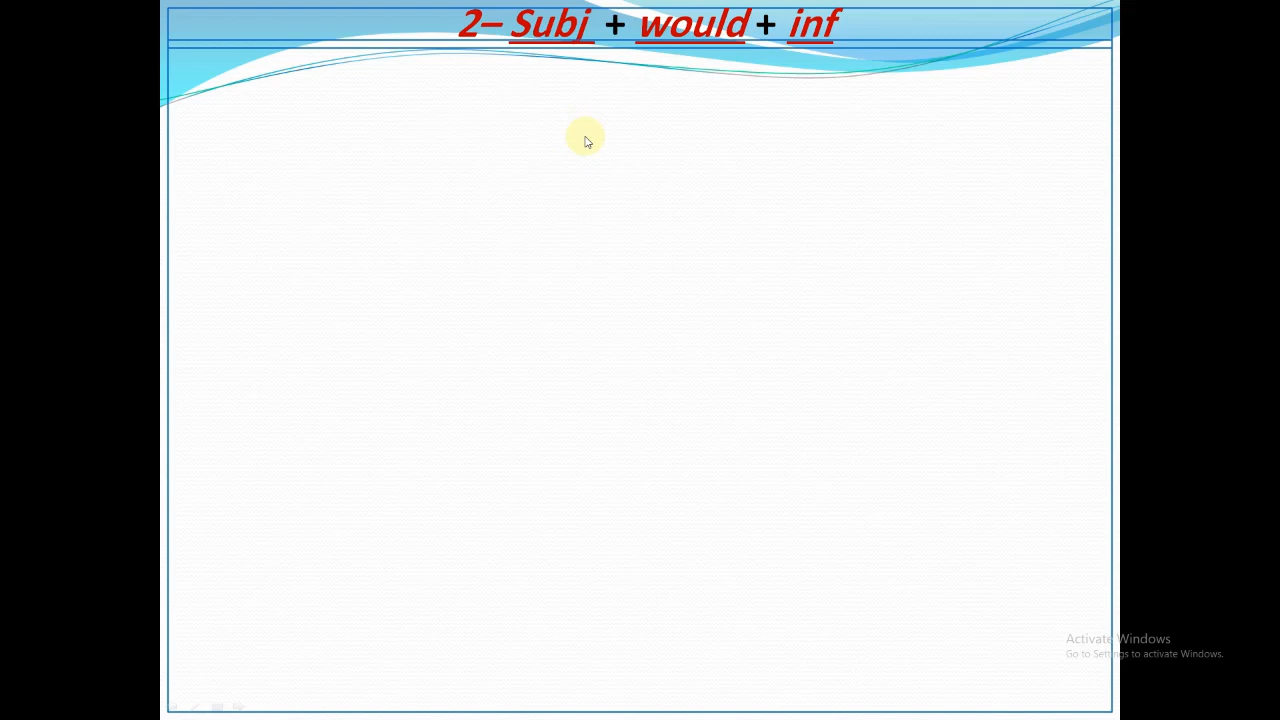 2– Subj + would + inf
Activate Windows
Go to Settings to activate Windows.